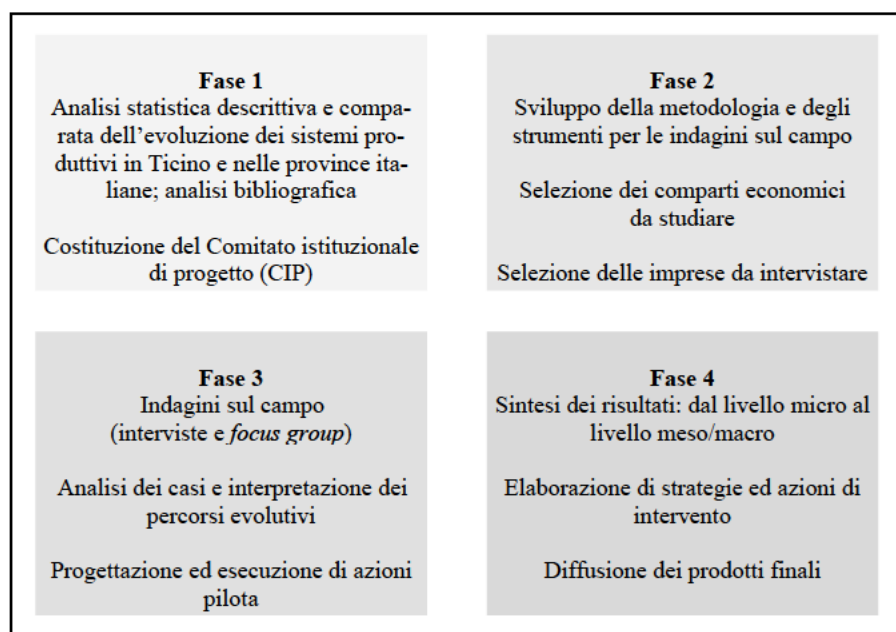 Fase 1
Analisi statistica descrittiva e compa-
rata dell’evoluzione dei sistemi pro-
duttivi in Ticino e nelle province ita-
liane; analisi bibliografica
Costituzione del Comitato istituzionale
di progetto (CIP)
Fase 2
Sviluppo della metodologia e degli
strumenti per le indagini sul campo
Selezione dei comparti economici
da studiare
Selezione delle imprese da intervistare
Fase 3
Indagini sul campo
(interviste e focus group)
Analisi dei casi e interpretazione dei
percorsi evolutivi
Progettazione ed esecuzione di azioni
pilota
Fase 4
Sintesi dei risultati: dal livello micro al
livello meso/macro
Elaborazione di strategie ed azioni di
intervento
Diffusione dei prodotti finali